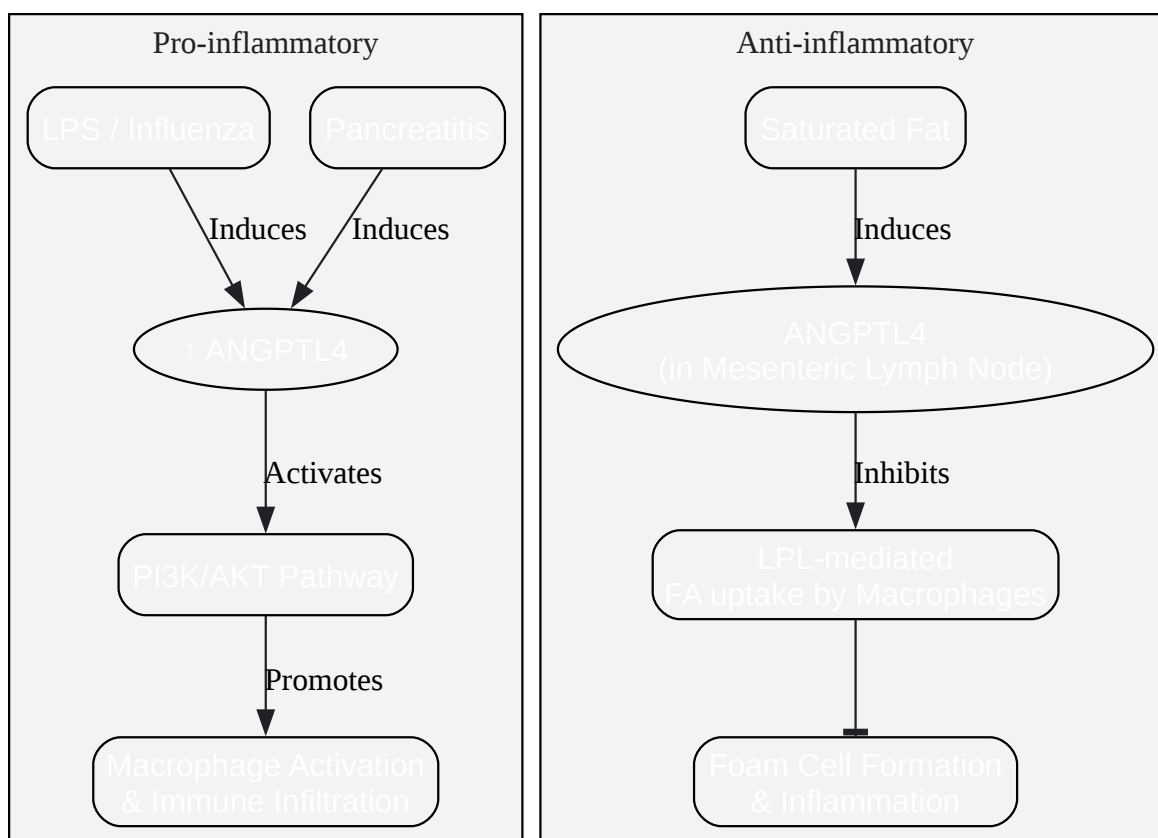 Pro-inflammatory
LPS / Influenza
Pancreatitis
Induces
Induces
↑ ANGPTL4
Activates
PI3K/AKT Pathway
Promotes
Macrophage Activation
& Immune Infiltration
Anti-inflammatory
Saturated Fat
Induces
ANGPTL4
(in Mesenteric Lymph Node)
Inhibits
LPL-mediated
FA uptake by Macrophages
Foam Cell Formation
& Inflammation